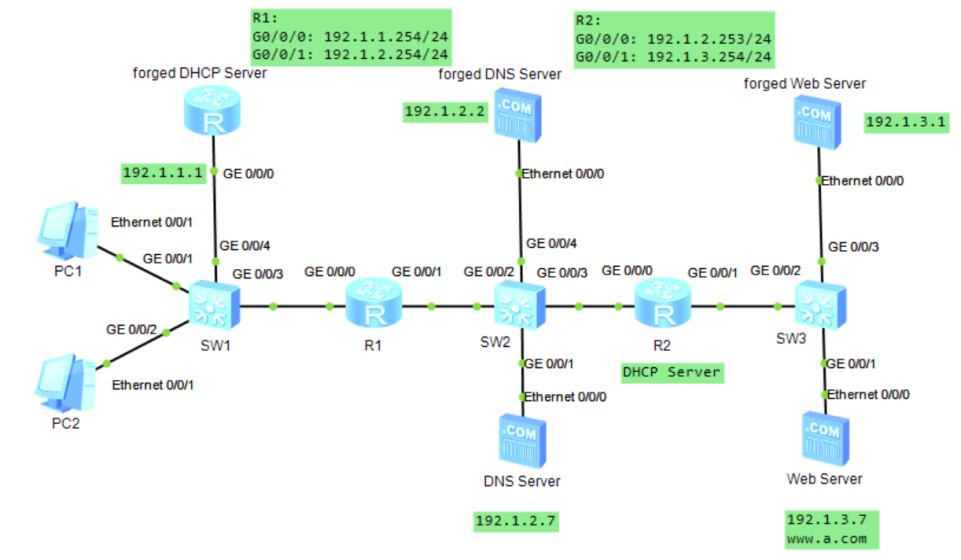 R1:
G0/0/0: 192.1.1.254/24
G0/0/1: 192.1.2.254/24
R2:
G0/0/0: 192.1.2.253/24
G0/0/1: 192.1.3.254/24
forged DHCP Server
forged DNS Server
forged Web Server
R
.COM
.COM
192.1.2.2
192.1.3.1
192.1.1.1
GE 0/0/0
Ethernet 0/0/0
Ethernet 0/0/0
Ethernet 0/0/1
GE 0/0/4
GE 0/0/4
GE 0/0/3
PC1
GE 0/0/1
GE 0/0/3
GE 0/0/0
GE 0/0/1
GE 0/0/2
GE 0/0/3
GE 0/0/0
GE 0/0/1
GE 0/0/2
R
R
GE 0/0/2
SW1
R1
SW2
R2
SW3
Ethernet 0/0/1
PC2
GE 0/0/1
DHCP Server
GE 0/0/1
Ethernet 0/0/0
Ethernet 0/0/0
.COM
.COM
DNS Server
Web Server
192.1.2.7
192.1.3.7
www.a.com